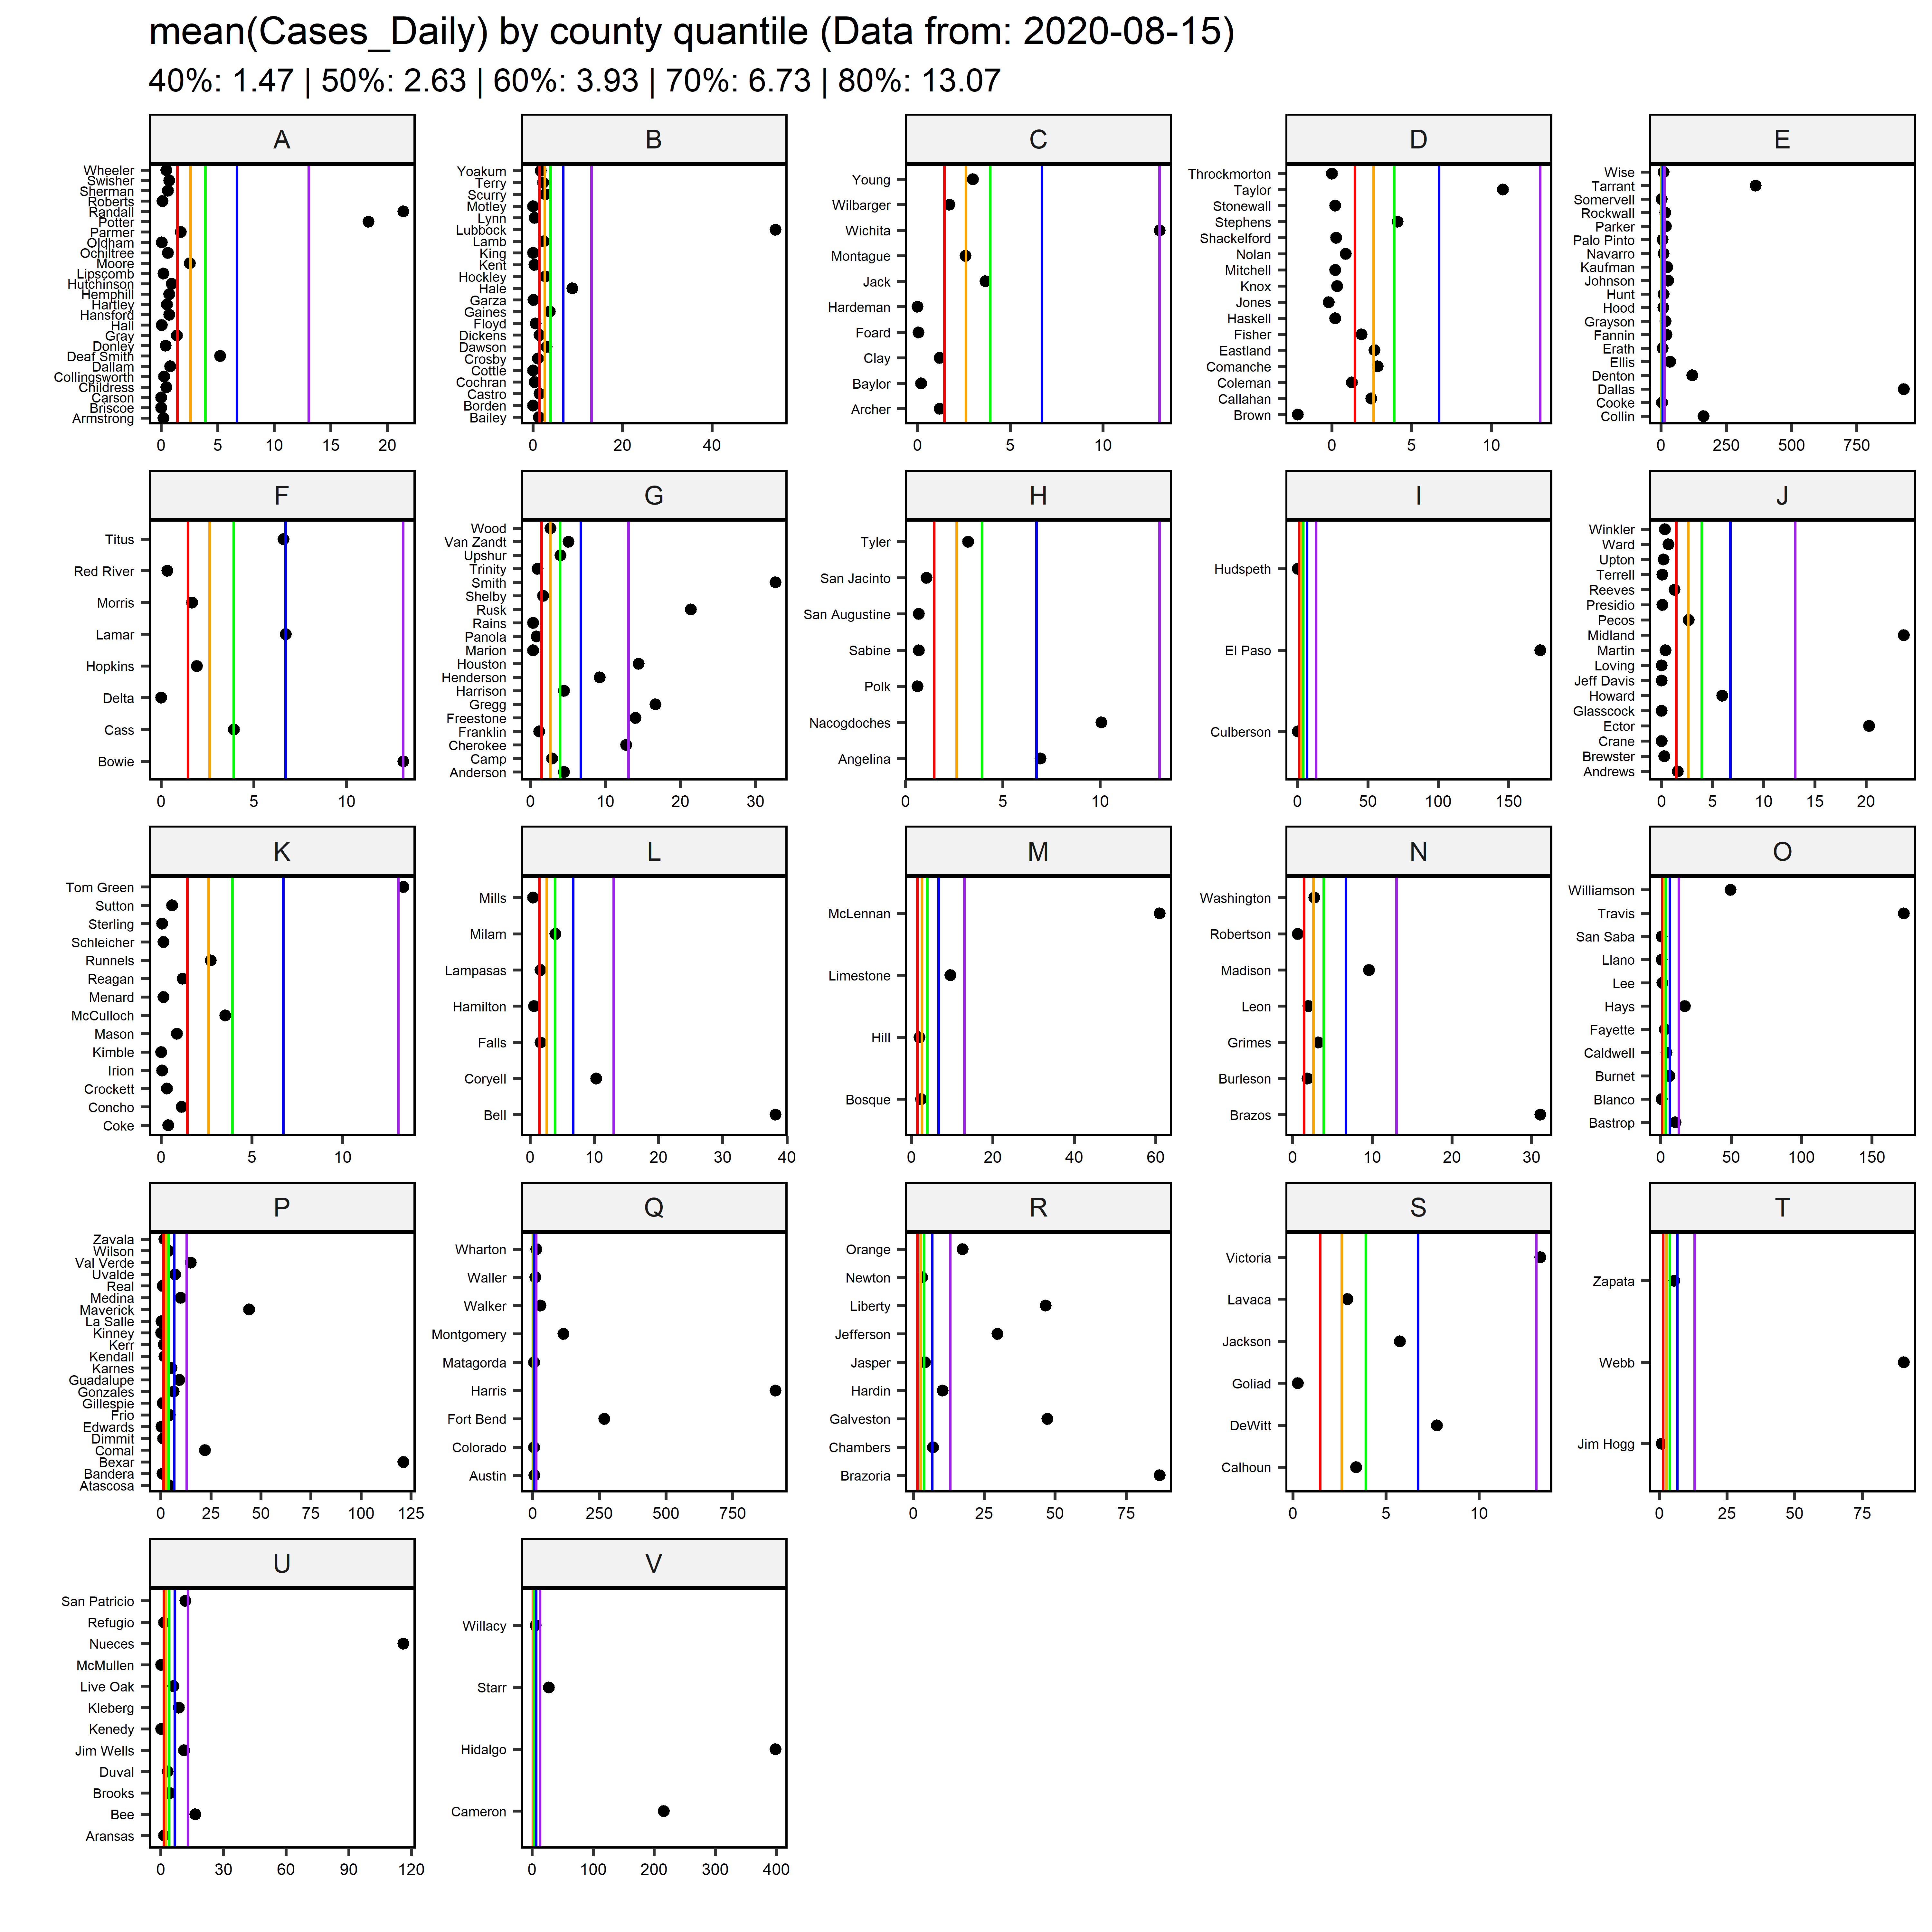 mean(Cases_Daily) by county quantile (Data from: 2020-08-15)
40%: 1.47 | 50%: 2.63 | 60%: 3.93 | 70%: 6.73 | 80%: 13.07
A
Wheeler
Swisher
Sherman
Roberts
Randall
Potter
Parmer
Oldham
Ochiltree
Moore
Lipscomb
Hutchinson
Hemphill
Hartley
Hansford
Hall
Gray
Donley
Deaf Smith
Dallam
Collingsworth
Childress
Carson
Briscoe
Armstrong
0 5 10 15 20
B
Yoakum
Terry
Scurry
Motley
Lynn
Lubbock
Lamb
King
Kent
Hockley
Hale
Garza
Gaines
Floyd
Dickens
Dawson
Crosby
Cottle
Cochran
Castro
Borden
Bailey
0 20 40
C
Young
Wilbarger
Wichita
Montague
Jack
Hardeman
Foard
Clay
Baylor
Archer
0 5 10
D
Throckmorton
Taylor
Stonewall
Stephens
Shackelford
Nolan
Mitchell
Knox
Jones
Haskell
Fisher
Eastland
Comanche
Coleman
Callahan
Brown
0 5 10
E
Wise
Tarrant
Somervell
Rockwall
Parker
Palo Pinto
Navarro
Kaufman
Johnson
Hunt
Hood
Grayson
Fannin
Erath
Ellis
Denton
Dallas
Cooke
Collin
0 250 500 750
F
Titus
Red River
Morris
Lamar
Hopkins
Delta
Cass
Bowie
0 5 10
G
Wood
Van Zandt
Upshur
Trinity
Smith
Shelby
Rusk
Rains
Panola
Marion
Houston
Henderson
Harrison
Gregg
Freestone
Franklin
Cherokee
Camp
Anderson
0 10 20 30
H
Tyler
San Jacinto
San Augustine
Sabine
Polk
Nacogdoches
Angelina
0 5 10
I
Hudspeth
El Paso
Culberson
0 50 100 150
J
Winkler
Ward
Upton
Terrell
Reeves
Presidio
Pecos
Midland
Martin
Loving
Jeff Davis
Howard
Glasscock
Ector
Crane
Brewster
Andrews
0 5 10 15 20
K
Tom Green
Sutton
Sterling
Schleicher
Runnels
Reagan
Menard
McCulloch
Mason
Kimble
Irion
Crockett
Concho
Coke
0 5 10
L
Mills
Milam
Lampasas
Hamilton
Falls
Coryell
Bell
0 10 20 30 40
M
McLennan
Limestone
Hill
Bosque
0 20 40 60
N
Washington
Robertson
Madison
Leon
Grimes
Burleson
Brazos
0 10 20 30
O
Williamson
Travis
San Saba
Llano
Lee
Hays
Fayette
Caldwell
Burnet
Blanco
Bastrop
0 50 100 150
P
Zavala
Wilson
Val Verde
Uvalde
Real
Medina
Maverick
La Salle
Kinney
Kerr
Kendall
Karnes
Guadalupe
Gonzales
Gillespie
Frio
Edwards
Dimmit
Comal
Bexar
Bandera
Atascosa
0 25 50 75 100 125
Q
Wharton
Waller
Walker
Montgomery
Matagorda
Harris
Fort Bend
Colorado
Austin
0 250 500 750
R
Orange
Newton
Liberty
Jefferson
Jasper
Hardin
Galveston
Chambers
Brazoria
0 25 50 75
S
Victoria
Lavaca
Jackson
Goliad
DeWitt
Calhoun
0 5 10
T
Zapata
Webb
Jim Hogg
0 25 50 75
U
San Patricio
Refugio
Nueces
McMullen
Live Oak
Kleberg
Kenedy
Jim Wells
Duval
Brooks
Bee
Aransas
0 30 60 90 120
V
Willacy
Starr
Hidalgo
Cameron
0 100 200 300 400